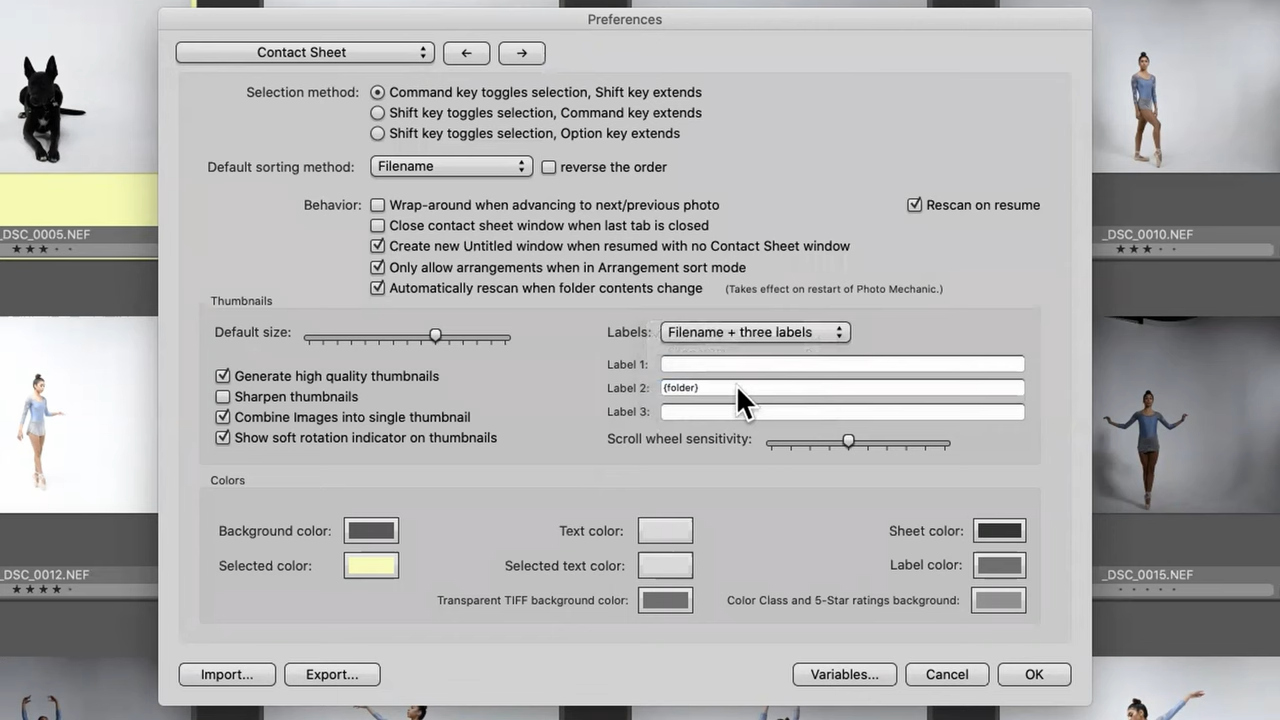 Preferences
Contact Sheet
Selection method: Command key toggles selection, Shift key extends
Shift key toggles selection, Command key extends
Shift key toggles selection, Option key extends
Default sorting method: Filename reverse the order
Behavior: Wrap-around when advancing to next/previous photo Rescan on resume
Close contact sheet window when last tab is closed
Create new Untitled window when resumed with no Contact Sheet window
Only allow arrangements when in Arrangement sort mode
Automatically rescan when folder contents change (Takes effect on restart of Photo Mechanic.)
Thumbnails
Default size: Labels: Filename + three labels
Label 1:
Generate high quality thumbnails
Label 2: {folder}
Sharpen thumbnails
Label 3:
Combine Images into single thumbnail
Show soft rotation indicator on thumbnails Scroll wheel sensitivity:
Colors
Background color: Text color: Sheet color:
Selected color: Selected text color: Label color:
Transparent TIFF background color: Color Class and 5-Star ratings background:
Import... Export... Variables... Cancel OK
_DSC_0005.NEF
_DSC_0010.NEF
_DSC_0012.NEF
_DSC_0015.NEF